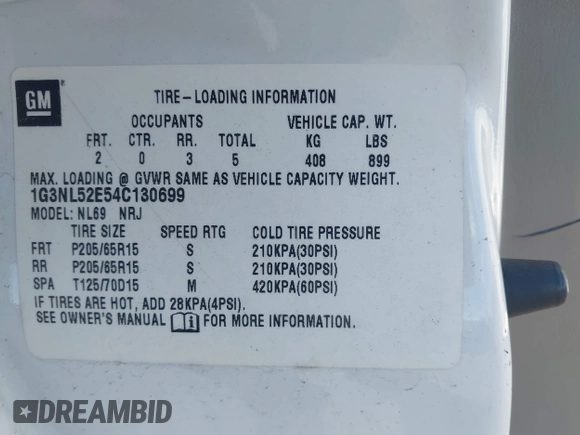 GM
TIRE-LOADING INFORMATION
OCCUPANTS VEHICLE CAP. WT.
FRT. CTR. RR. TOTAL KG LBS
2 0 3 5 408 899
MAX. LOADING @ GVWR SAME AS VEHICLE CAPACITY WEIGHT.
1G3NL52E54C130699
MODEL: NL69 NRJ
TIRE SIZE SPEED RTG COLD TIRE PRESSURE
FRT P205/65R15 S 210KPA(30PSI)
RR P205/65R15 S 210KPA(30PSI)
SPA T125/70D15 M 420KPA(60PSI)
IF TIRES ARE HOT, ADD 28KPA(4PSI).
SEE OWNER'S MANUAL i FOR MORE INFORMATION.
DREAMBID